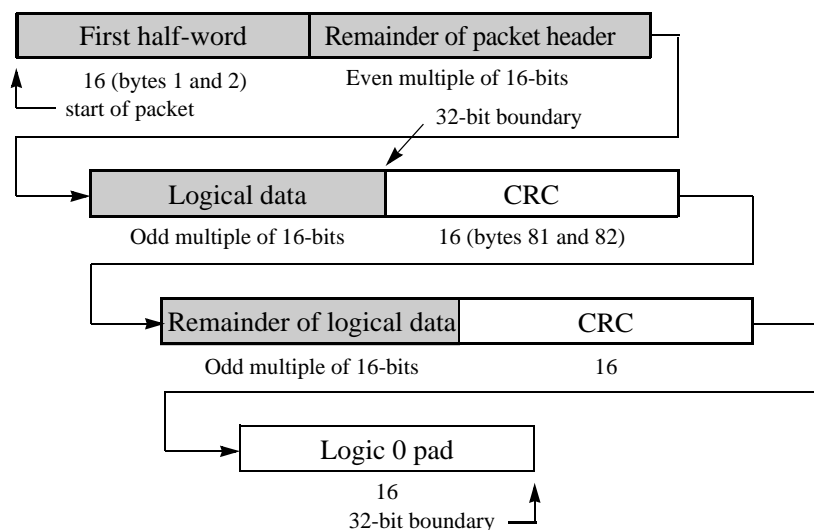 First half-word
Remainder of packet header
16 (bytes 1 and 2)
Even multiple of 16-bits
start of packet
32-bit boundary
Logical data
CRC
Odd multiple of 16-bits
16 (bytes 81 and 82)
Remainder of logical data
CRC
Odd multiple of 16-bits
16
Logic 0 pad
16
32-bit boundary